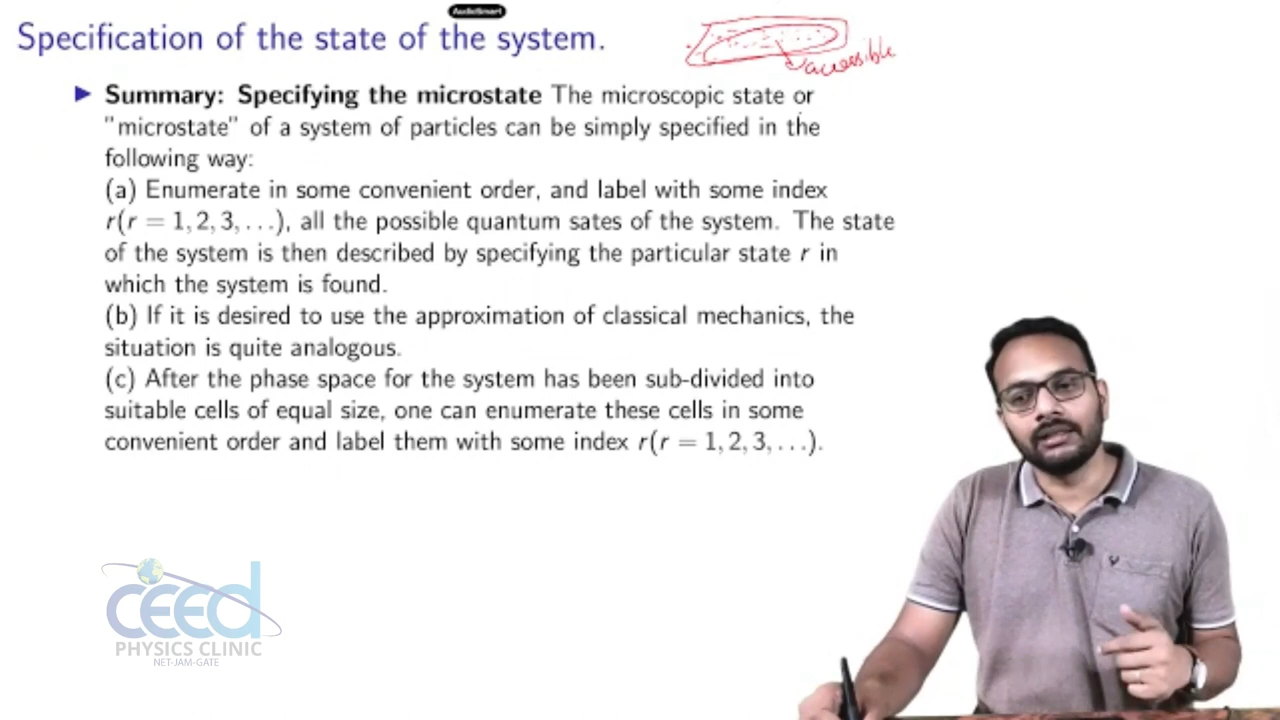 AudioSmart
Specification of the state of the system.
accessible
Summary: Specifying the microstate The microscopic state or
"microstate" of a system of particles can be simply specified in the
following way:
(a) Enumerate in some convenient order, and label with some index
r(r = 1, 2, 3, . . .), all the possible quantum sates of the system. The state
of the system is then described by specifying the particular state r in
which the system is found.
(b) If it is desired to use the approximation of classical mechanics, the
situation is quite analogous.
(c) After the phase space for the system has been sub-divided into
suitable cells of equal size, one can enumerate these cells in some
convenient order and label them with some index r(r = 1, 2, 3, . . .).
ceed
PHYSICS CLINIC
NET-JAM-GATE